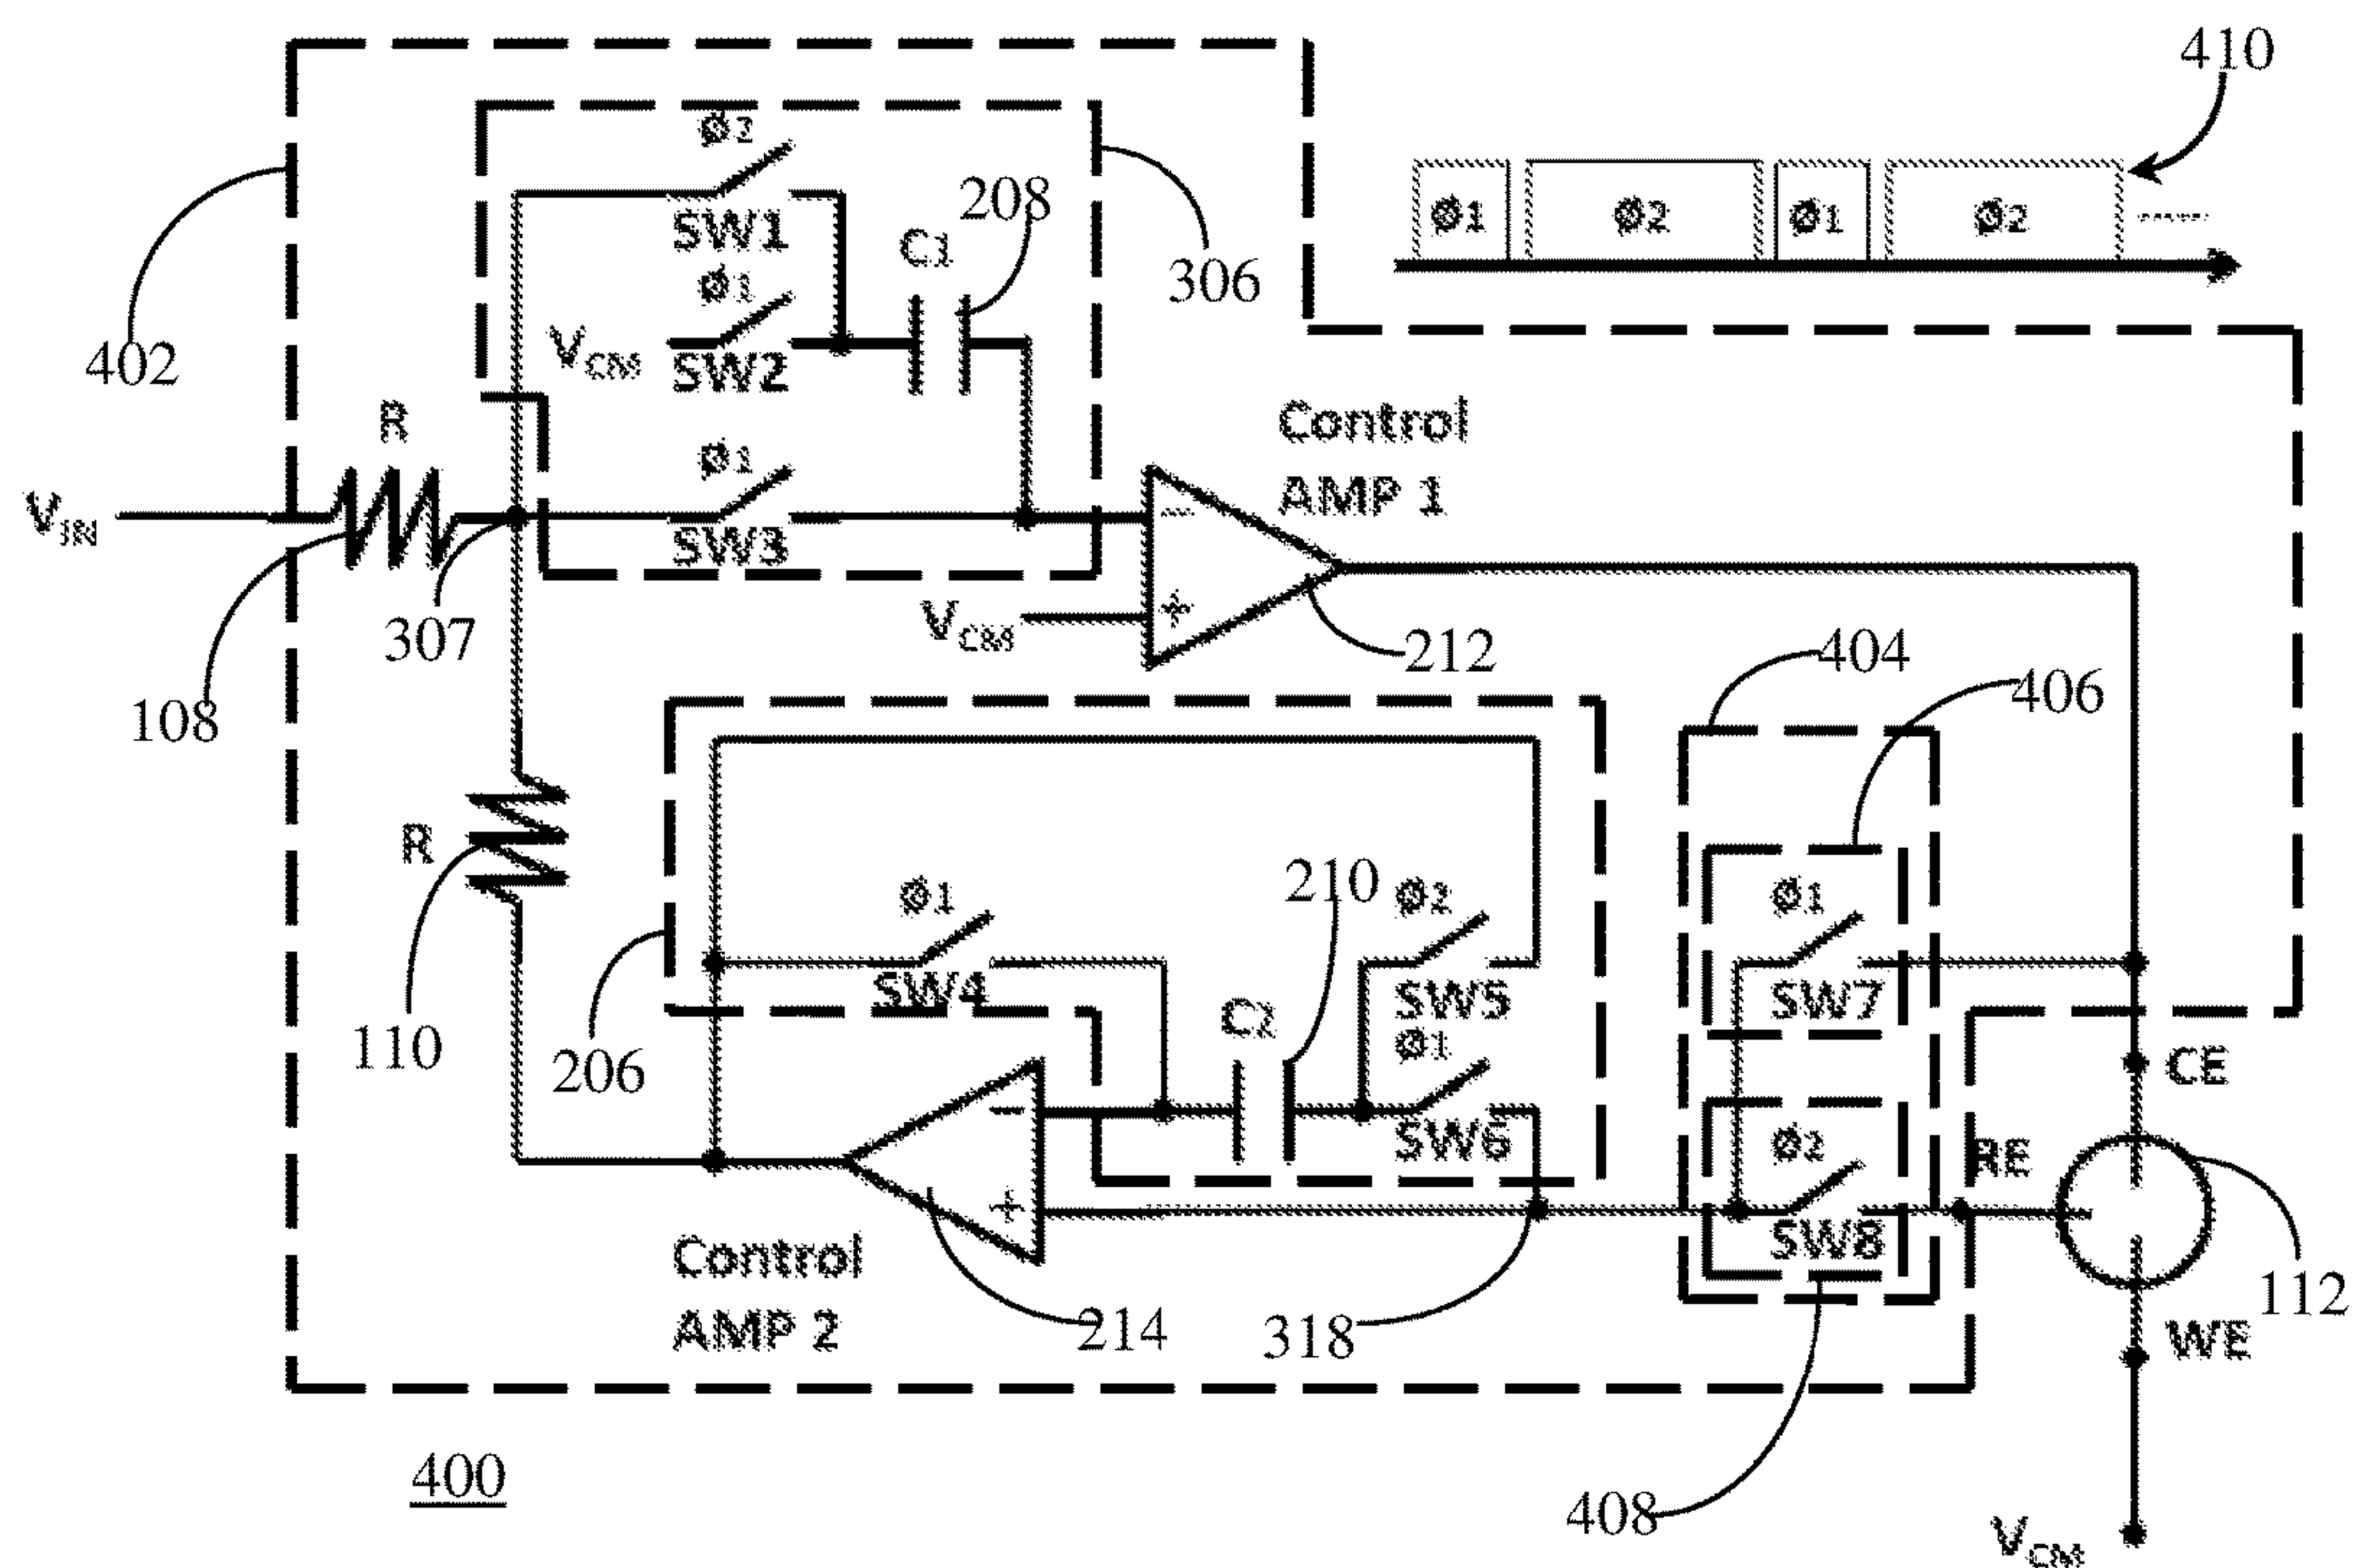 410
Ø2
208
SW1
C1
Ø1
Ø2
Ø1
Ø2
306
Ø1
VCM
SW2
402
R
Control
AMP 1
Ø1
VIN
SW3
−
307
VCM
+
212
404
406
108
R
210
Ø1
Ø2
Ø1
SW4
SW5
SW7
C2
110
206
Ø1
CE
−
SW6
Ø2
RE
+
SW8
Control
AMP 2
214
318
112
WE
400
408
VCM